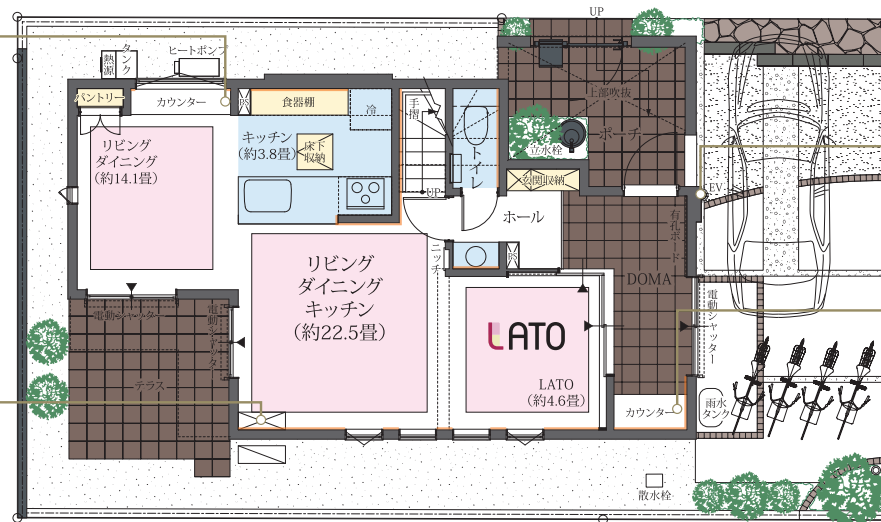 UP
タンク
熱源
ヒートポンプ
パントリー
カウンター
PS
食器棚
冷
手摺
上部吹抜
ポーチ
立水栓
リビング
ダイニング
(約14.1畳)
キッチン
(約3.8畳)
床下
収納
トイレ
UP
玄関収納
EV
ホール
有孔ボード
ニッチ
PS
DOMA
リビング
ダイニング
キッチン
(約22.5畳)
電動シャッター
電動シャッター
電動シャッター
LATO
LATO
(約4.6畳)
テラス
カウンター
雨水
タンク
散水栓